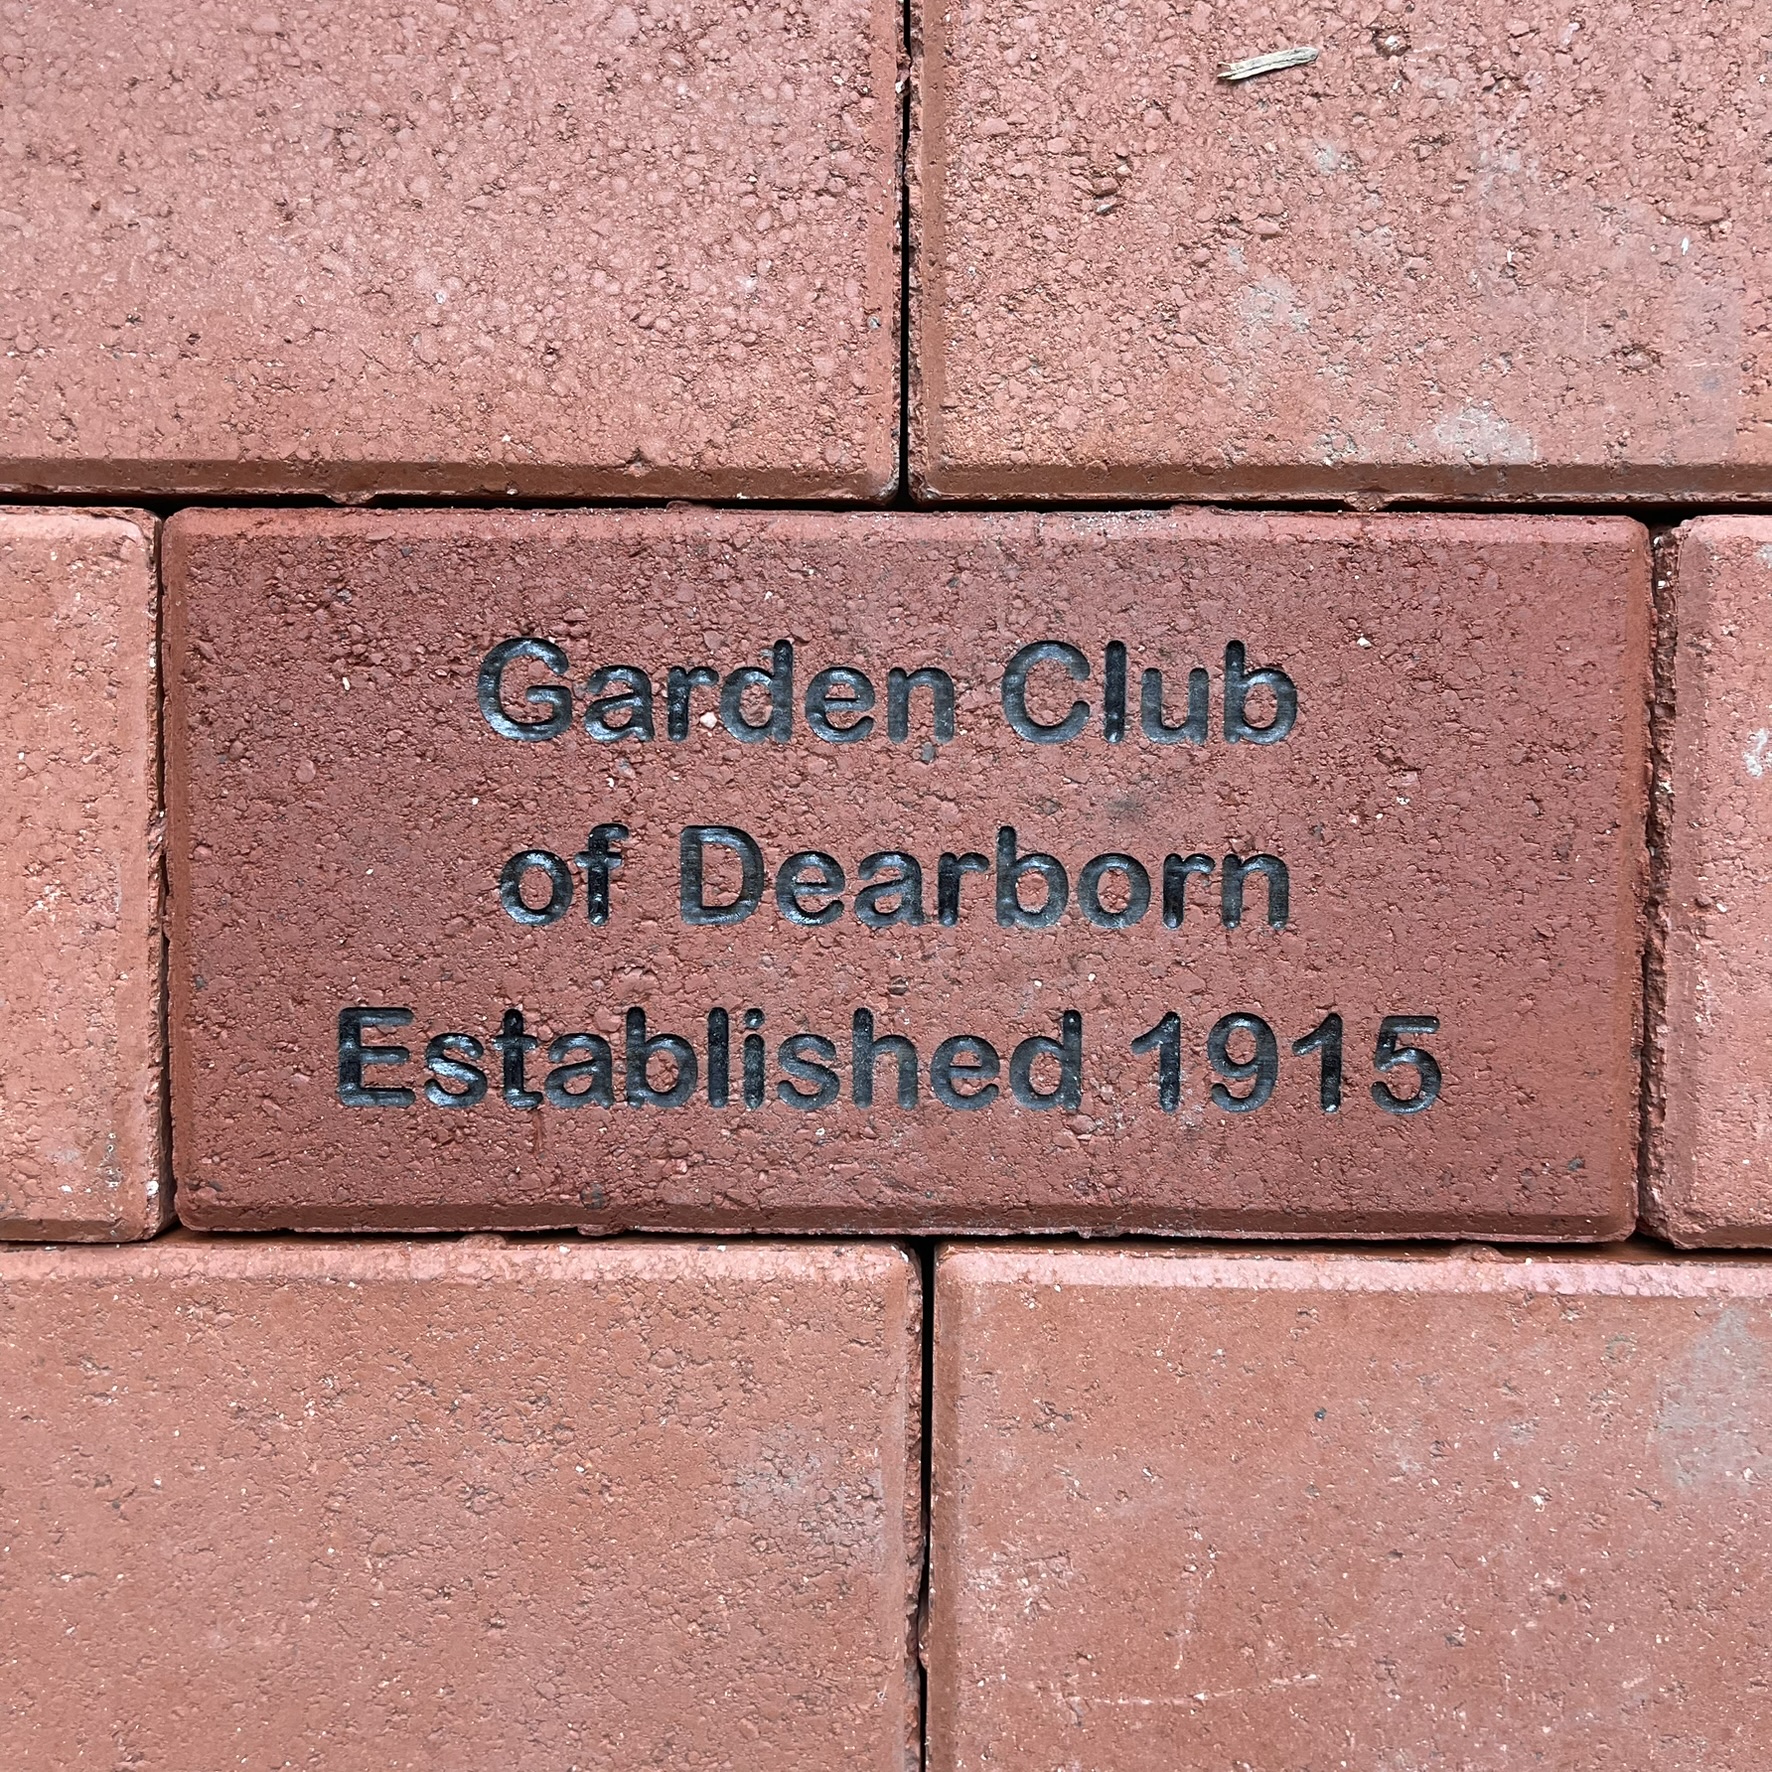 Garden Club
of Dearborn
Established 1915